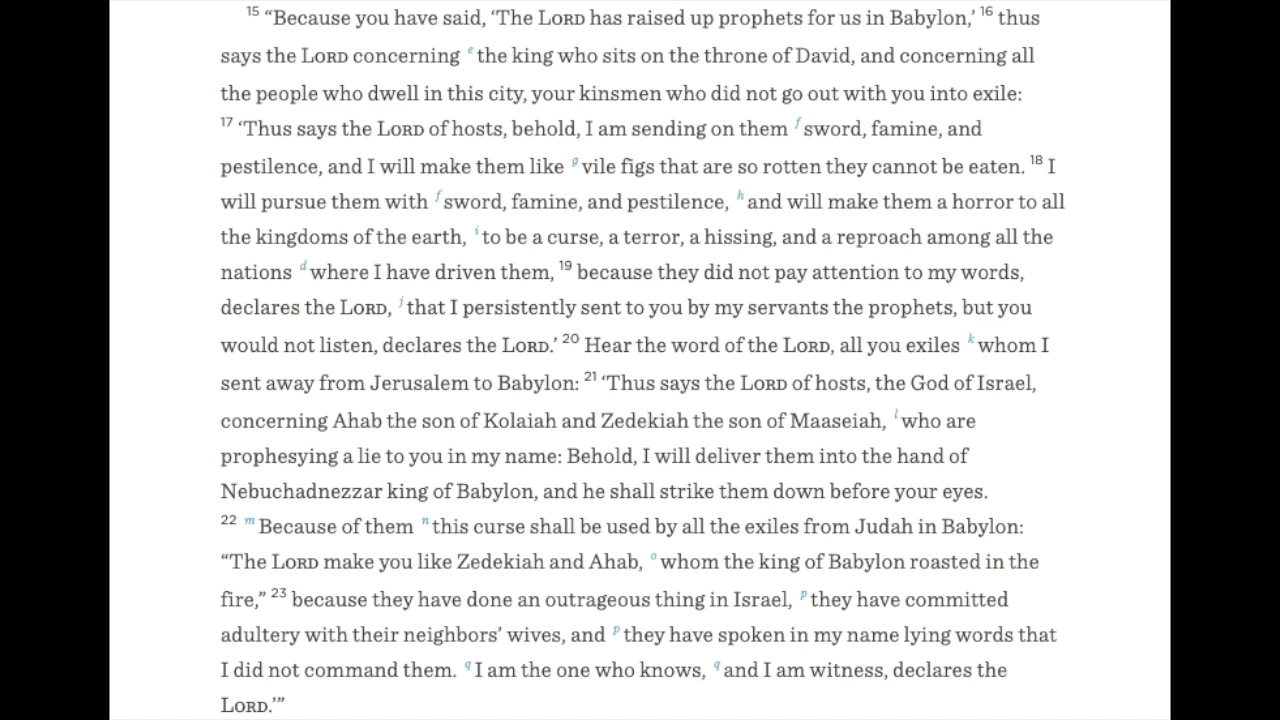 15 “Because you have said, ‘The LORD has raised up prophets for us in Babylon,’ 16 thus
says the LORD concerning e the king who sits on the throne of David, and concerning all
the people who dwell in this city, your kinsmen who did not go out with you into exile:
17 ‘Thus says the LORD of hosts, behold, I am sending on them f sword, famine, and
pestilence, and I will make them like g vile figs that are so rotten they cannot be eaten. 18 I
will pursue them with f sword, famine, and pestilence, h and will make them a horror to all
the kingdoms of the earth, i to be a curse, a terror, a hissing, and a reproach among all the
nations d where I have driven them, 19 because they did not pay attention to my words,
declares the LORD, j that I persistently sent to you by my servants the prophets, but you
would not listen, declares the LORD.’ 20 Hear the word of the LORD, all you exiles k whom I
sent away from Jerusalem to Babylon: 21 ‘Thus says the LORD of hosts, the God of Israel,
concerning Ahab the son of Kolaiah and Zedekiah the son of Maaseiah, l who are
prophesying a lie to you in my name: Behold, I will deliver them into the hand of
Nebuchadnezzar king of Babylon, and he shall strike them down before your eyes.
22 m Because of them n this curse shall be used by all the exiles from Judah in Babylon:
“The LORD make you like Zedekiah and Ahab, o whom the king of Babylon roasted in the
fire,” 23 because they have done an outrageous thing in Israel, p they have committed
adultery with their neighbors’ wives, and p they have spoken in my name lying words that
I did not command them. q I am the one who knows, q and I am witness, declares the
LORD.’”